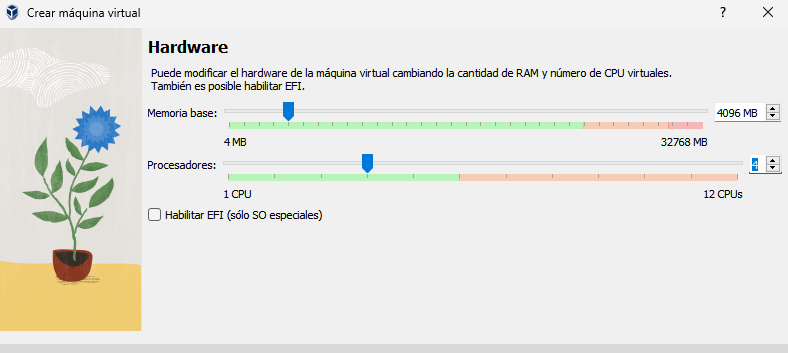 Crear máquina virtual
?
Hardware
Puede modificar el hardware de la máquina virtual cambiando la cantidad de RAM y número de CPU virtuales.
También es posible habilitar EFI.
Memoria base:
4096 MB
4 MB
32768 MB
Procesadores:
4
1 CPU
12 CPUs
Habilitar EFI (sólo SO especiales)